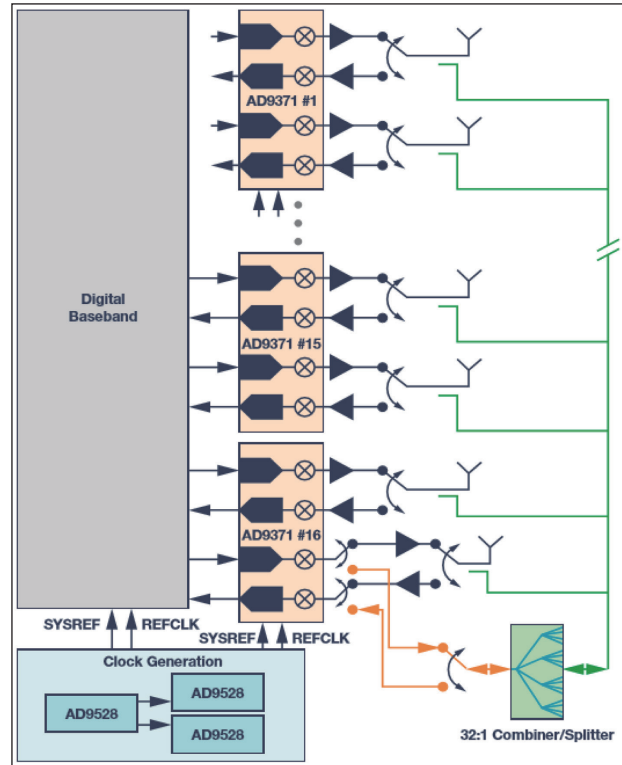 AD9371 #1
Digital
Baseband
AD9371 #15
AD9371 #16
SYSREF
REFCLK
SYSREF
REFCLK
Clock Generation
AD9528
AD9528
AD9528
32:1 Combiner/Splitter